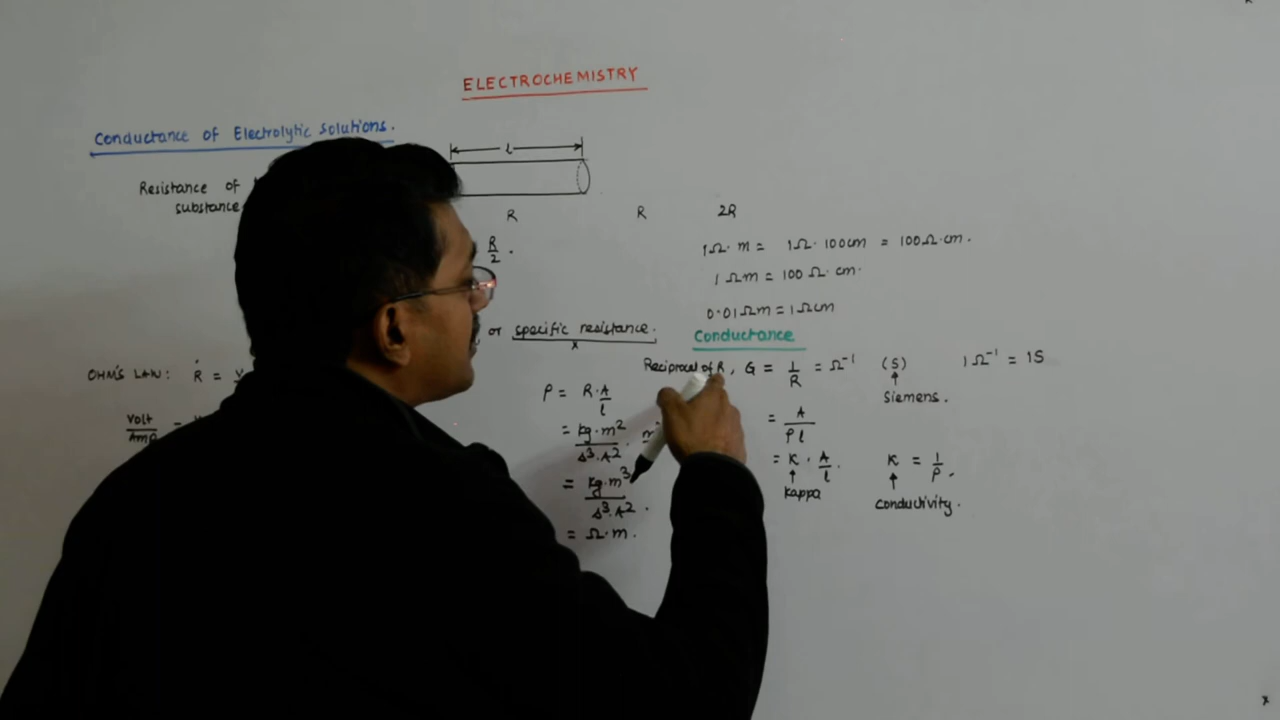 ELECTROCHEMISTRY
Conductance of Electrolytic Solutions.
l
Resistance of
substance
R R 2R
R/2 .
1Ω·m = 1Ω·100cm = 100Ω·cm.
1 Ωm = 100 Ω·cm.
0.01Ωm = 1Ωcm
or specific resistance.
x
Conductance
Reciprocal of R, G = 1/R = Ω⁻¹ (S) 1Ω⁻¹ = 1S
↑
Siemens.
OHM'S LAW: R =
Volt/Amp =
ρ = R·A/l
= kg·m²/s³·A² ·
= kg·m³/s³·A² .
= Ω·m.
= A/ρl
= K · A/l .
↑
Kappa
K = 1/ρ .
↑
Conductivity.
x